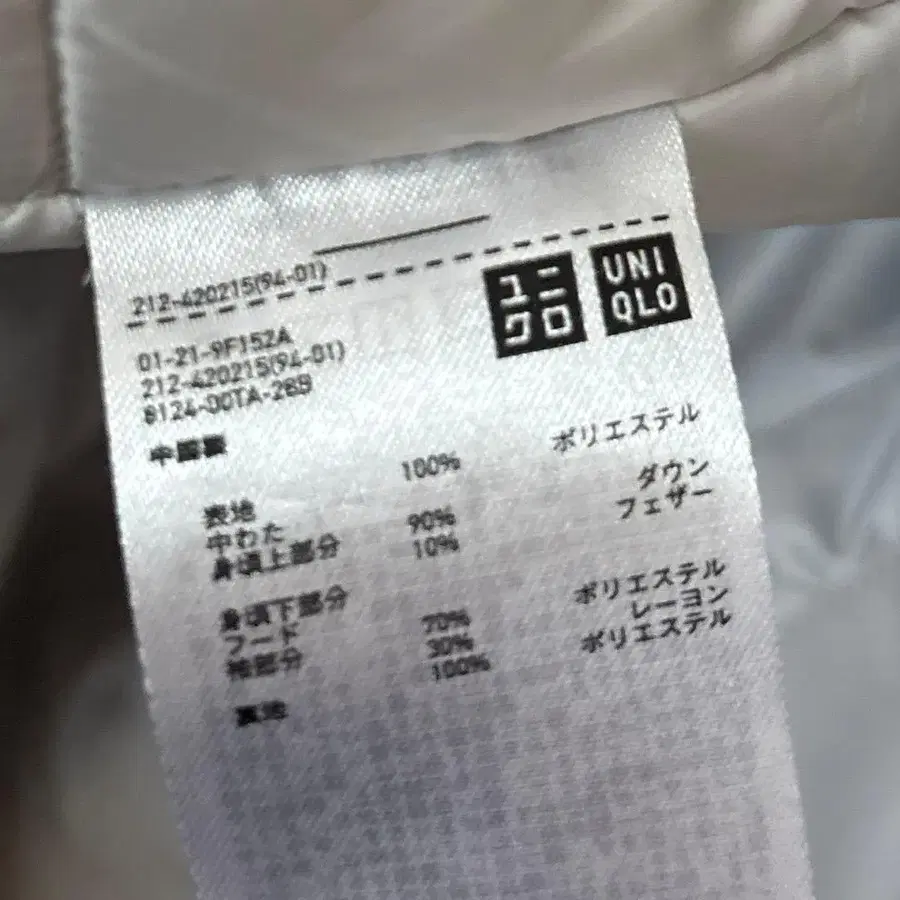 212-420215(94-01)
ユニクロ
UNIQLO
01-21-9F152A
212-420215(94-01)
8124-00TA-28B
中国製
表地 100% ポリエステル
中わた
身頃上部分 90% ダウン
10% フェザー
身頃下部分
フード 70% ポリエステル
袖部分 30% レーヨン
裏地 100% ポリエステル